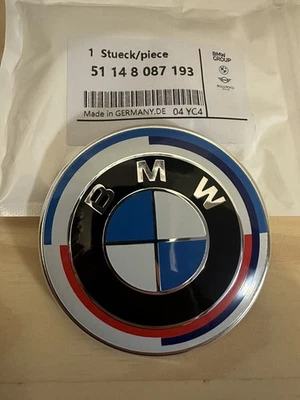 1 Stueck/piece
BMW
GROUP
51 14 8 087 193
Made in GERMANY,DE 04 YC4
BMW